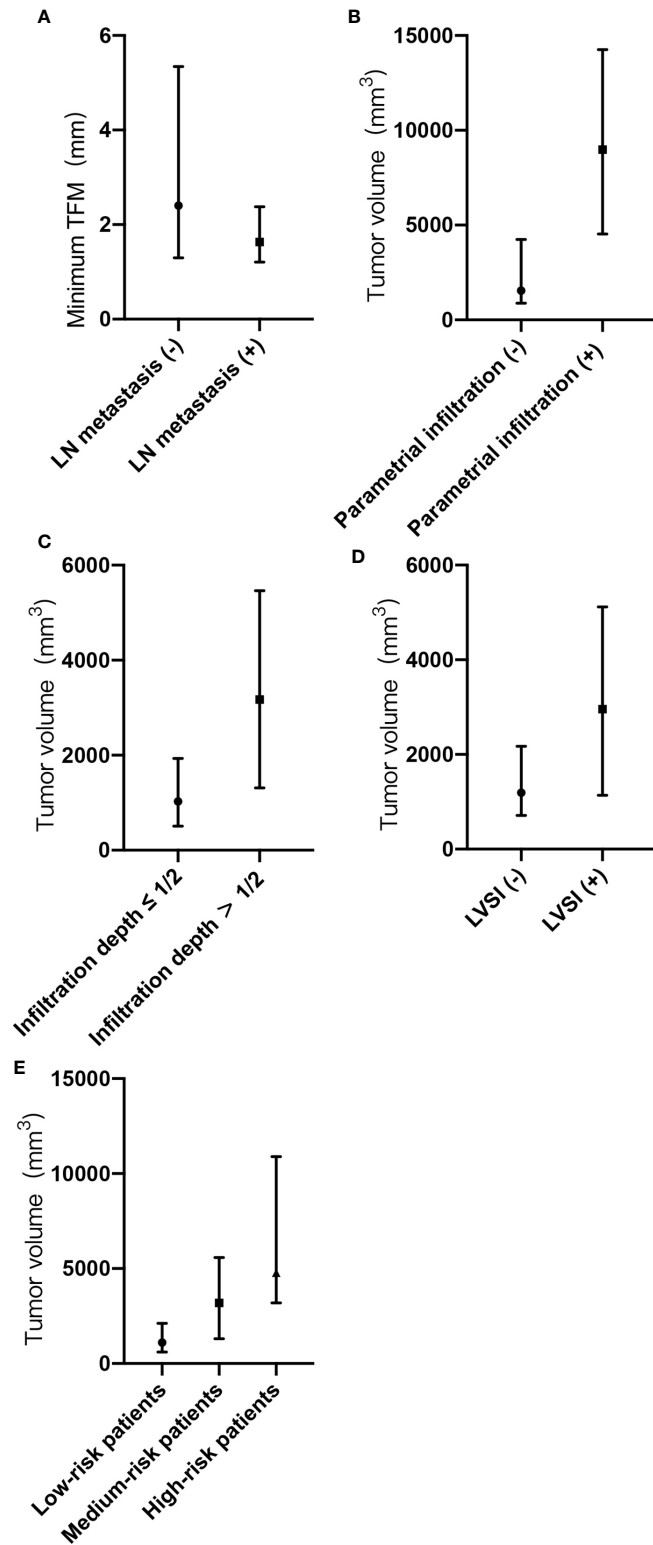 A
Minimum TFM (mm)
6
4
2
0
LN metastasis (-)
LN metastasis (+)
B
Tumor volume (mm³)
15000
10000
5000
0
Parametrial infiltration (-)
Parametrial infiltration (+)
C
Tumor volume (mm³)
6000
4000
2000
0
Infiltration depth ≤ 1/2
Infiltration depth > 1/2
D
Tumor volume (mm³)
6000
4000
2000
0
LVSI (-)
LVSI (+)
E
Tumor volume (mm³)
15000
10000
5000
0
Low-risk patients
Medium-risk patients
High-risk patients